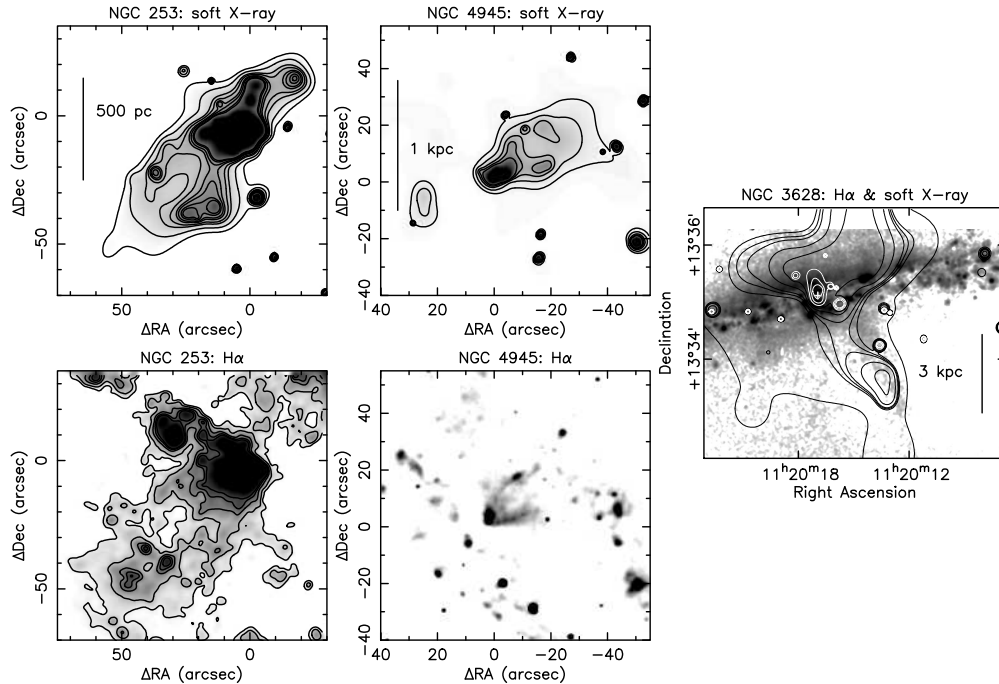 NGC 253: soft X-ray
NGC 4945: soft X-ray
ΔDec (arcsec)
0
−50
500 pc
50
0
ΔRA (arcsec)
ΔDec (arcsec)
40
20
0
20
40
1 kpc
40
20
0
−20
−40
ΔRA (arcsec)
NGC 3628: Hα & soft X-ray
Declination
+13°36'
+13°34'
3 kpc
11ʰ20ᵐ18
11ʰ20ᵐ12
Right Ascension
NGC 253: Hα
NGC 4945: Hα
ΔDec (arcsec)
0
−50
50
0
ΔRA (arcsec)
ΔDec (arcsec)
40
20
0
−20
−40
40
20
0
−20
−40
ΔRA (arcsec)